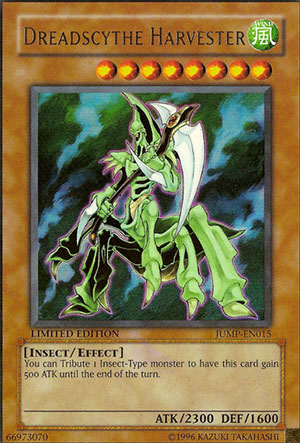 DREADSCYTHE HARVESTER
WIND
風
LIMITED EDITION JUMP-EN015
[INSECT/EFFECT]
You can Tribute 1 Insect-Type monster to have this card gain
500 ATK until the end of the turn.
ATK/2300 DEF/1600
66973070 ©1996 KAZUKI TAKAHASHI